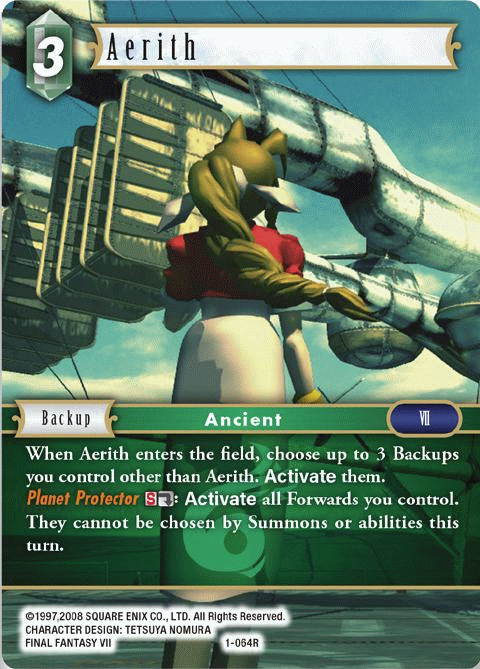 3
Aerith
Backup
Ancient
VII
When Aerith enters the field, choose up to 3 Backups
you control other than Aerith. Activate them.
Planet Protector S : Activate all Forwards you control.
They cannot be chosen by Summons or abilities this
turn.
©1997,2008 SQUARE ENIX CO., LTD. All Rights Reserved.
CHARACTER DESIGN: TETSUYA NOMURA
FINAL FANTASY VII
1-064R